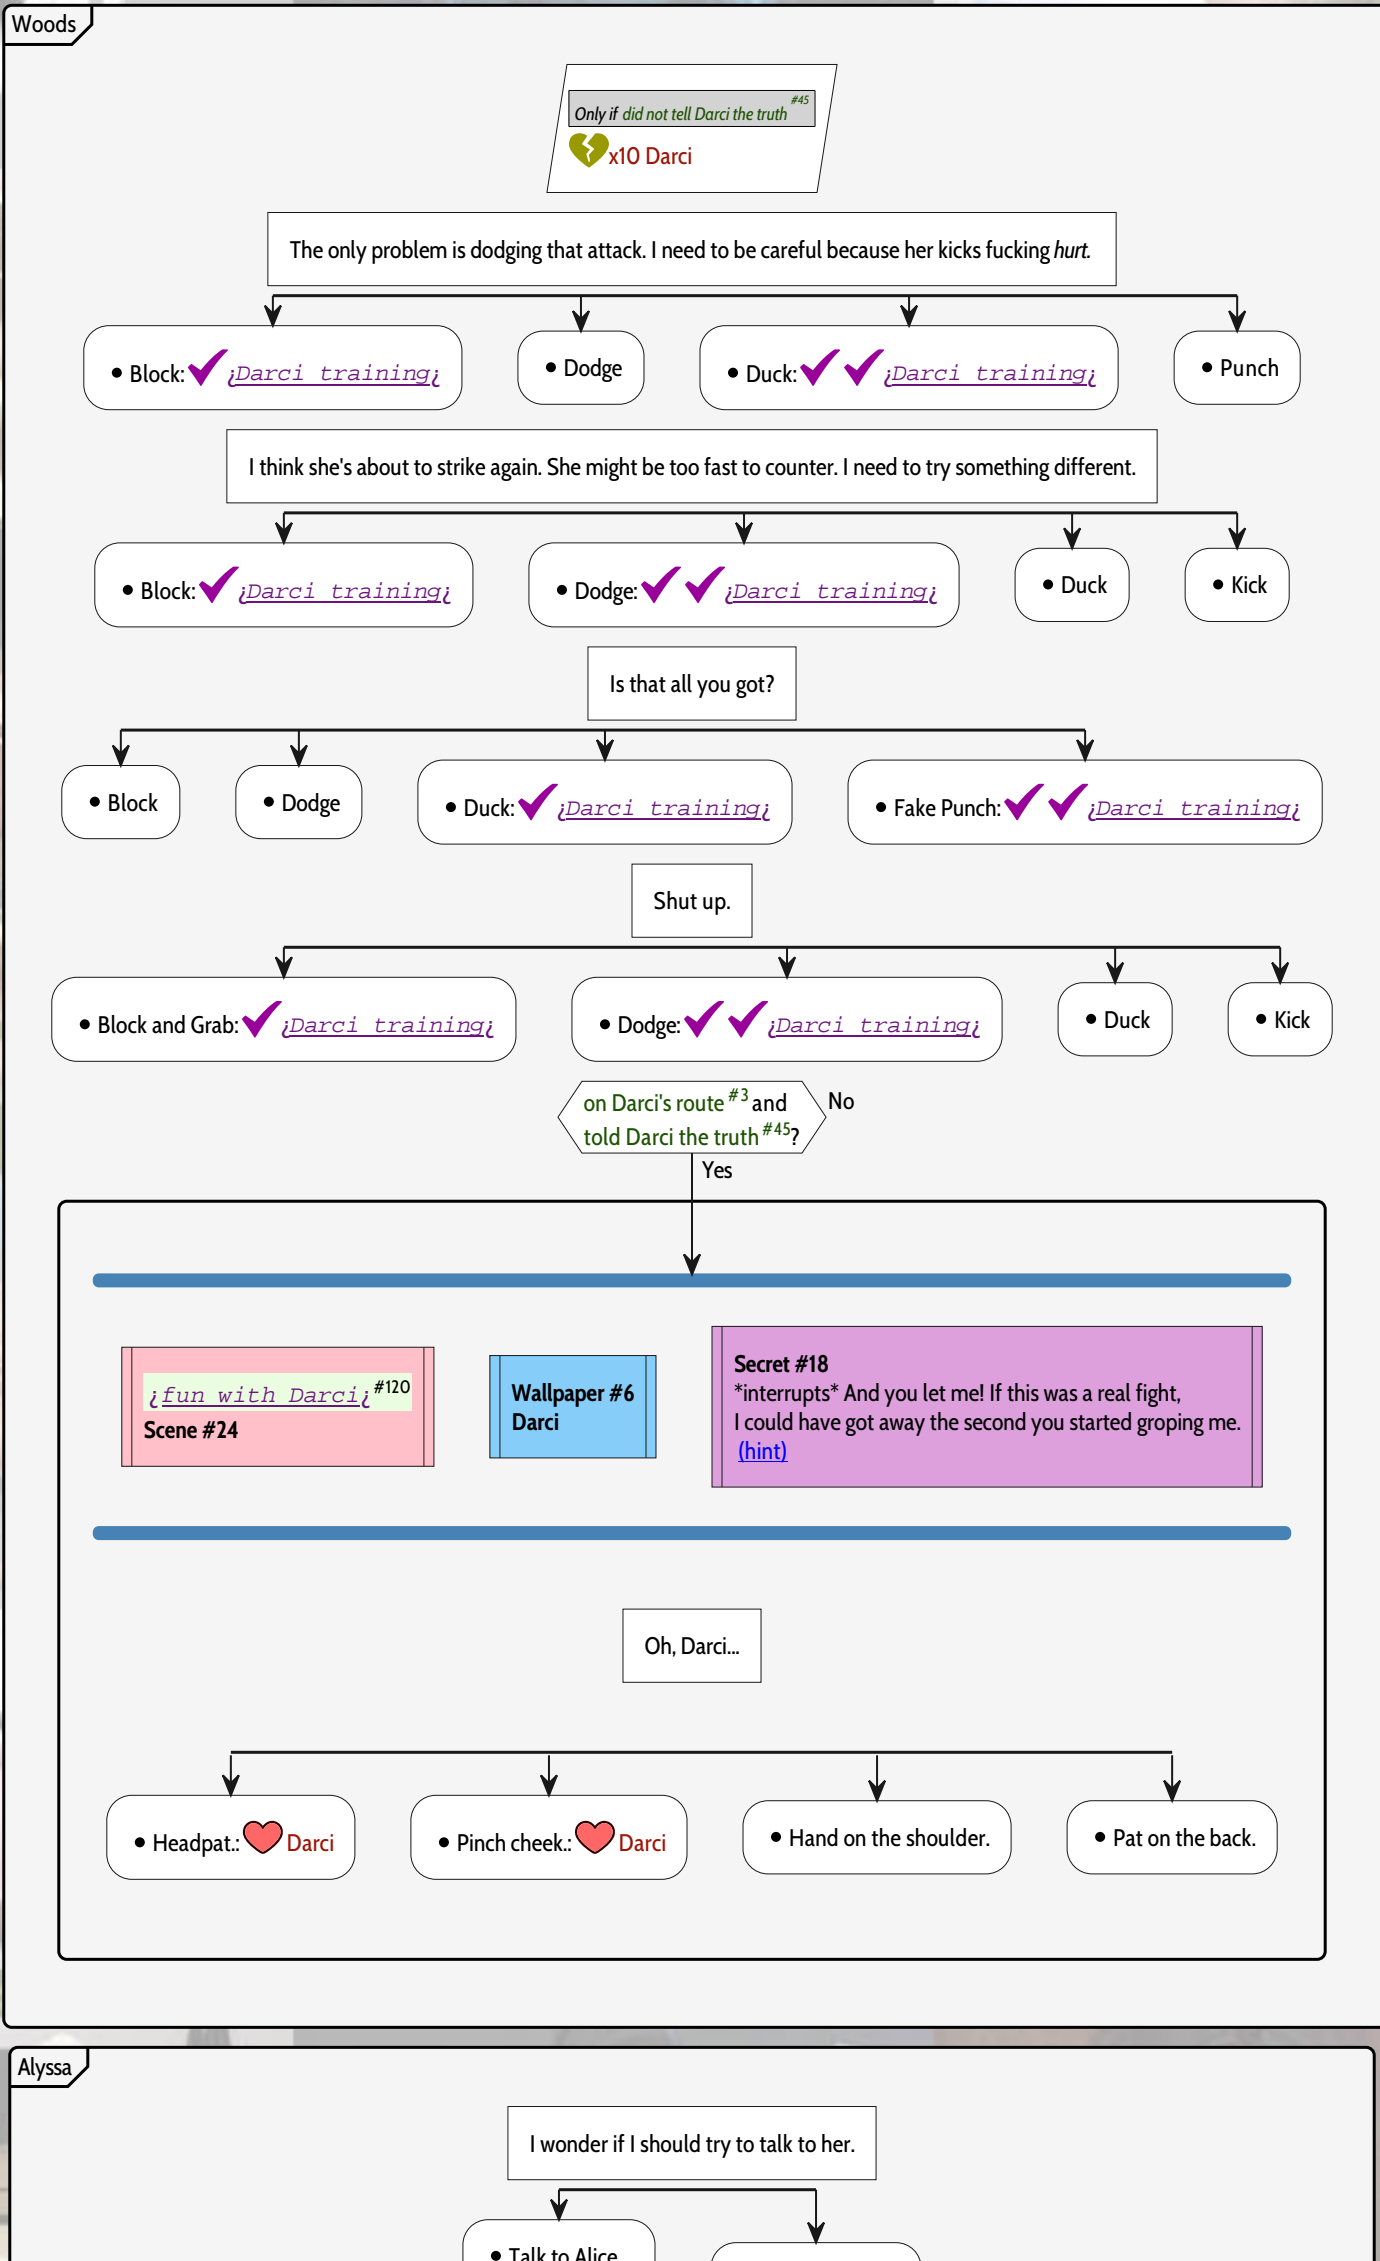 Woods
Only if did not tell Darci the truth #45
x10 Darci
The only problem is dodging that attack. I need to be careful because her kicks fucking hurt.
• Block: ¿Darci training¿
• Dodge
• Duck: ¿Darci training¿
• Punch
I think she's about to strike again. She might be too fast to counter. I need to try something different.
• Block: ¿Darci training¿
• Dodge: ¿Darci training¿
• Duck
• Kick
Is that all you got?
• Block
• Dodge
• Duck: ¿Darci training¿
• Fake Punch: ¿Darci training¿
Shut up.
• Block and Grab: ¿Darci training¿
• Dodge: ¿Darci training¿
• Duck
• Kick
on Darci's route #3 and
told Darci the truth #45?
No
Yes
¿fun with Darci¿ #120
Scene #24
Wallpaper #6
Darci
Secret #18
*interrupts* And you let me! If this was a real fight,
I could have got away the second you started groping me.
(hint)
Oh, Darci...
• Headpat.: Darci
• Pinch cheek.: Darci
• Hand on the shoulder.
• Pat on the back.
Alyssa
I wonder if I should try to talk to her.
• Talk to Alice